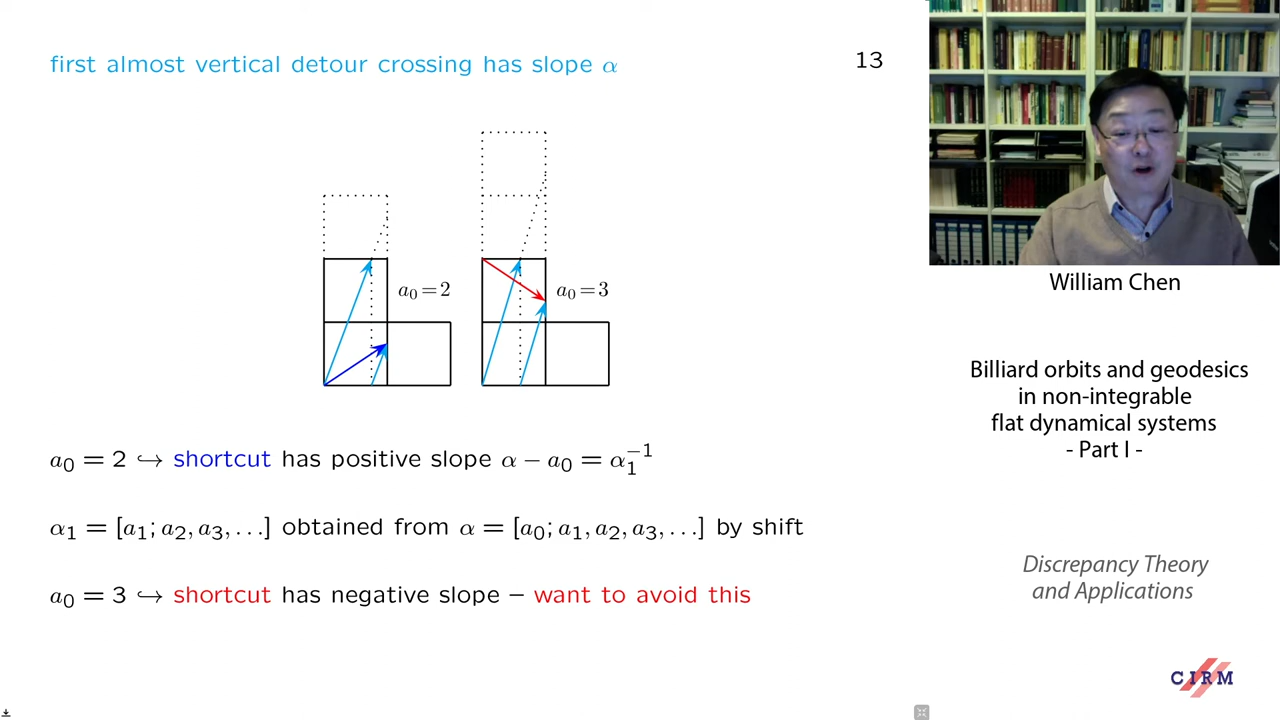 first almost vertical detour crossing has slope α
13
a₀ = 2
a₀ = 3
a₀ = 2 ↪ shortcut has positive slope α − a₀ = α₁⁻¹
α₁ = [a₁; a₂, a₃, …] obtained from α = [a₀; a₁, a₂, a₃, …] by shift
a₀ = 3 ↪ shortcut has negative slope – want to avoid this
William Chen
Billiard orbits and geodesics
in non-integrable
flat dynamical systems
- Part I -
Discrepancy Theory
and Applications
CIRM